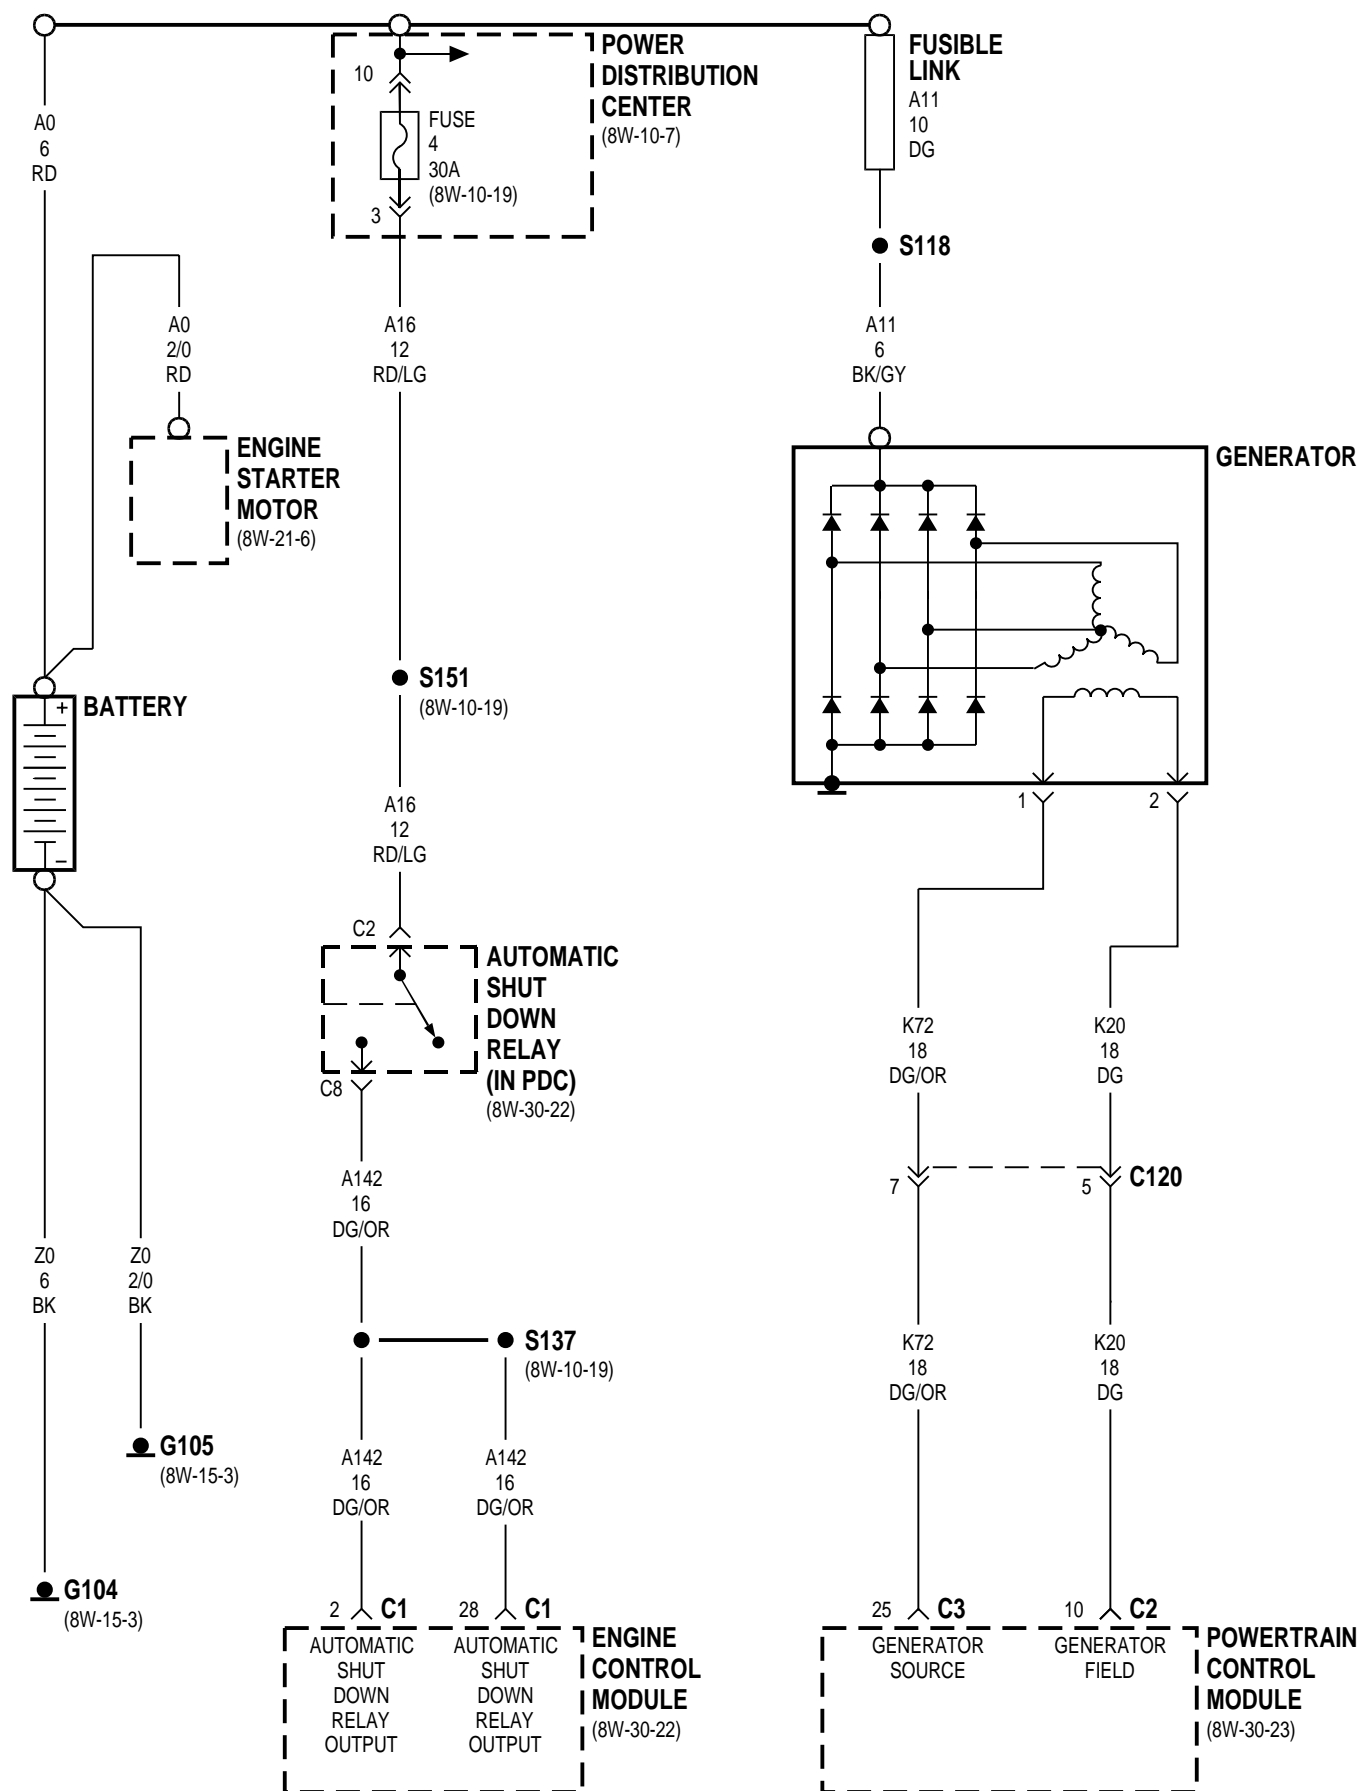 POWER
DISTRIBUTION
CENTER
(8W-10-7)
10
FUSE
4
30A
(8W-10-19)
3
FUSIBLE
LINK
A11
10
DG
A0
6
RD
S118
A0
2/0
RD
A16
12
RD/LG
A11
6
BK/GY
ENGINE
STARTER
MOTOR
(8W-21-6)
GENERATOR
S151
(8W-10-19)
+
BATTERY
–
1
2
A16
12
RD/LG
C2
AUTOMATIC
SHUT
DOWN
RELAY
(IN PDC)
(8W-30-22)
C8
K72
18
DG/OR
K20
18
DG
A142
16
DG/OR
7
5
C120
Z0
6
BK
Z0
2/0
BK
S137
(8W-10-19)
K72
18
DG/OR
K20
18
DG
G105
(8W-15-3)
A142
16
DG/OR
A142
16
DG/OR
G104
(8W-15-3)
2
C1
28
C1
25
C3
10
C2
AUTOMATIC
SHUT
DOWN
RELAY
OUTPUT
AUTOMATIC
SHUT
DOWN
RELAY
OUTPUT
ENGINE
CONTROL
MODULE
(8W-30-22)
GENERATOR
SOURCE
GENERATOR
FIELD
POWERTRAIN
CONTROL
MODULE
(8W-30-23)